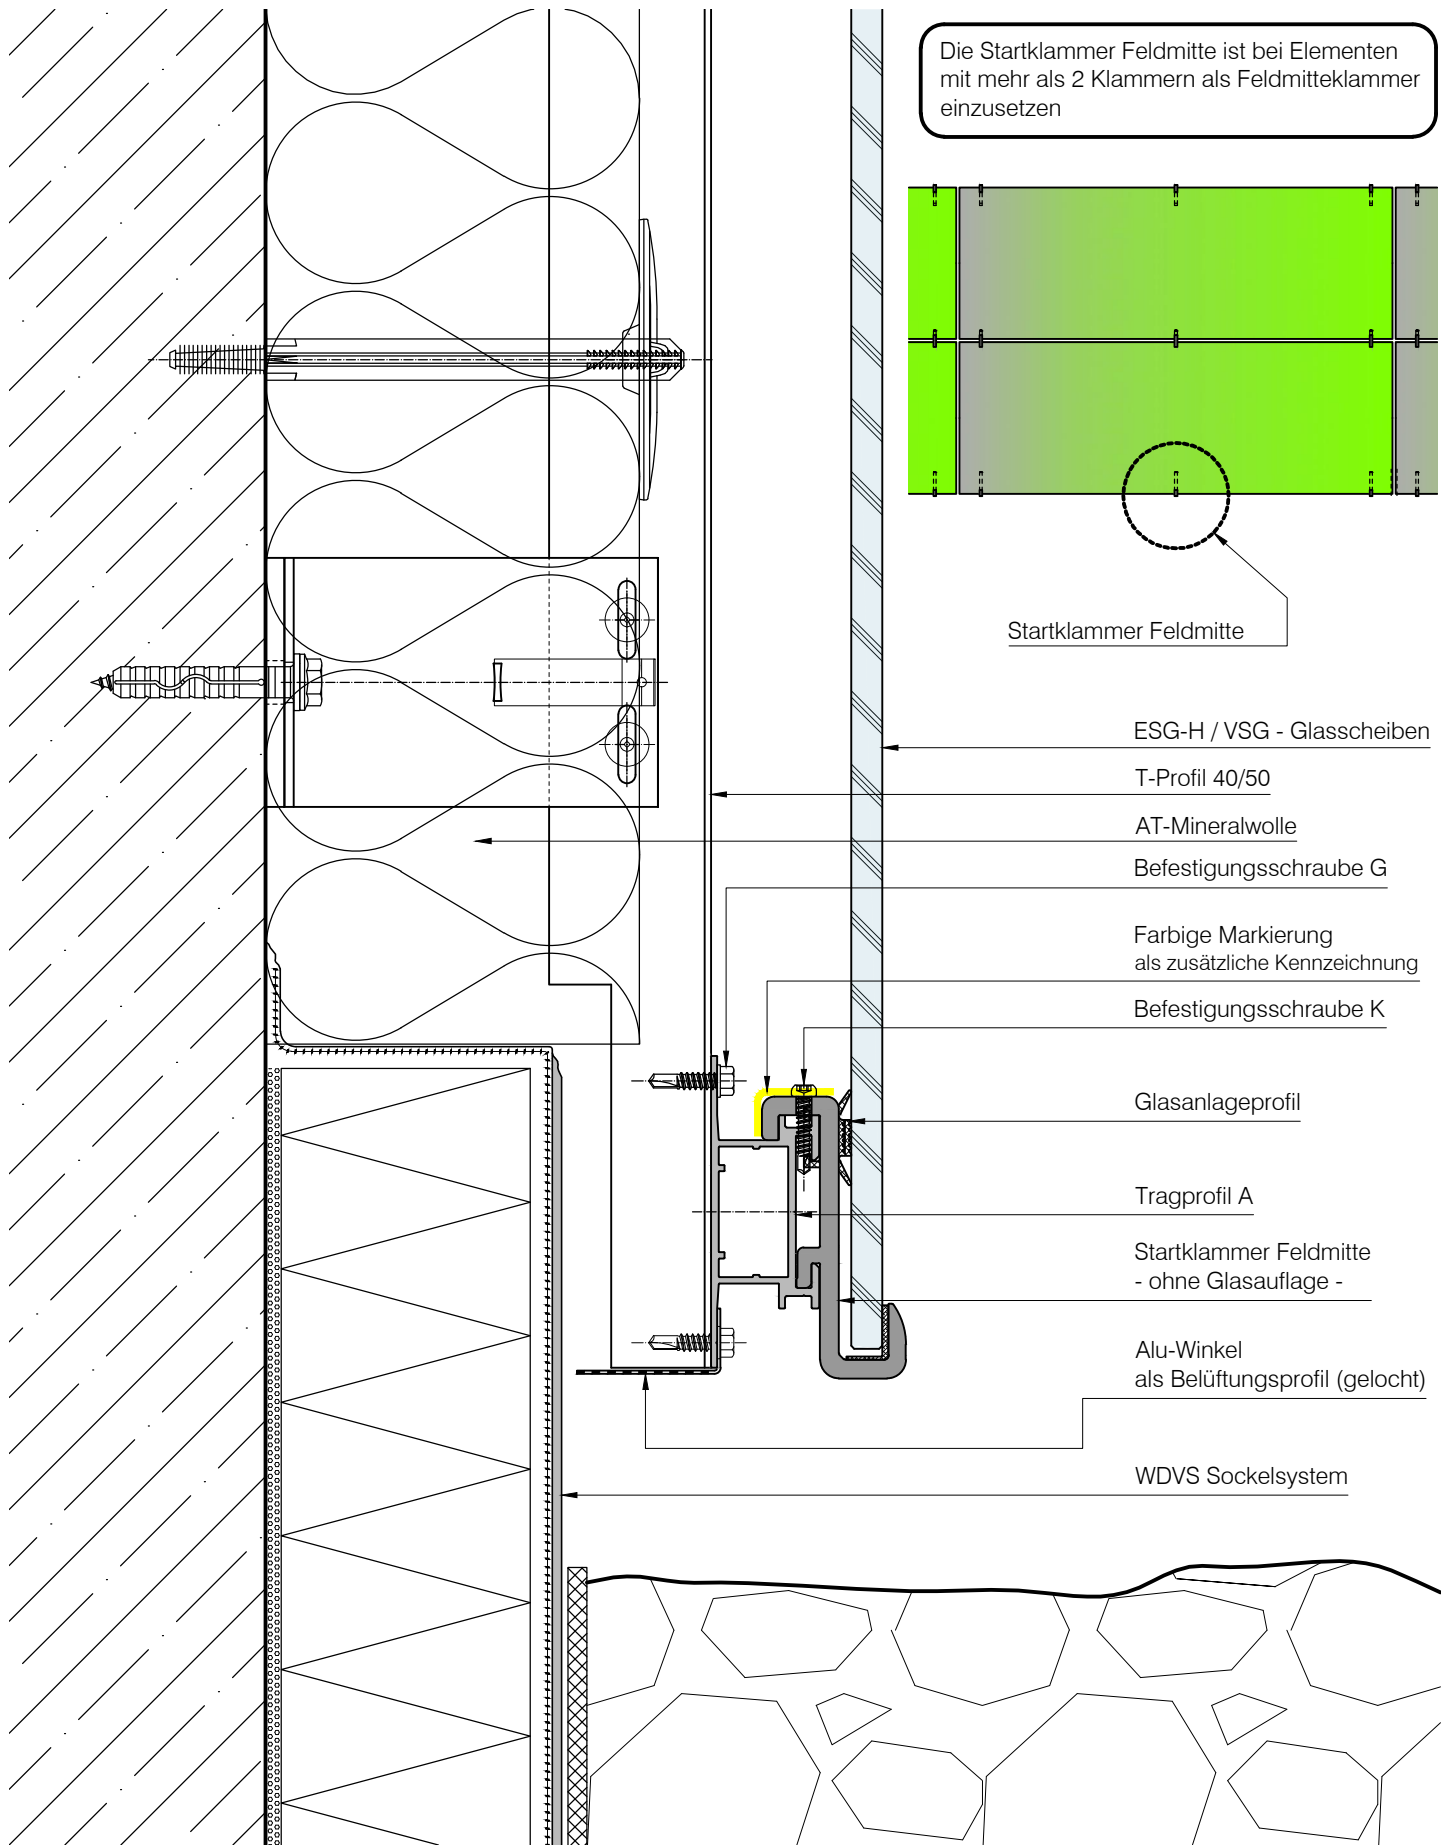 Die Startklammer Feldmitte ist bei Elementen
mit mehr als 2 Klammern als Feldmitteklammer
einzusetzen
Startklammer Feldmitte
ESG-H / VSG - Glasscheiben
T-Profil 40/50
AT-Mineralwolle
Befestigungsschraube G
Farbige Markierung
als zusätzliche Kennzeichnung
Befestigungsschraube K
Glasanlageprofil
Tragprofil A
Startklammer Feldmitte
- ohne Glasauflage -
Alu-Winkel
als Belüftungsprofil (gelocht)
WDVS Sockelsystem